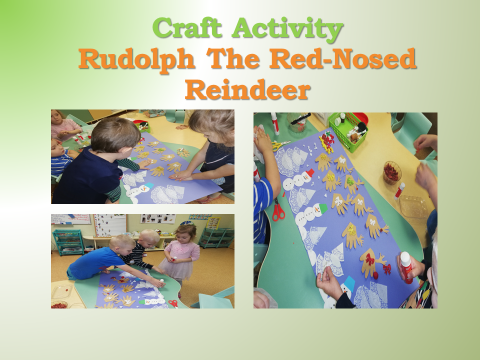 Craft Activity
Rudolph The Red-Nosed
Reindeer